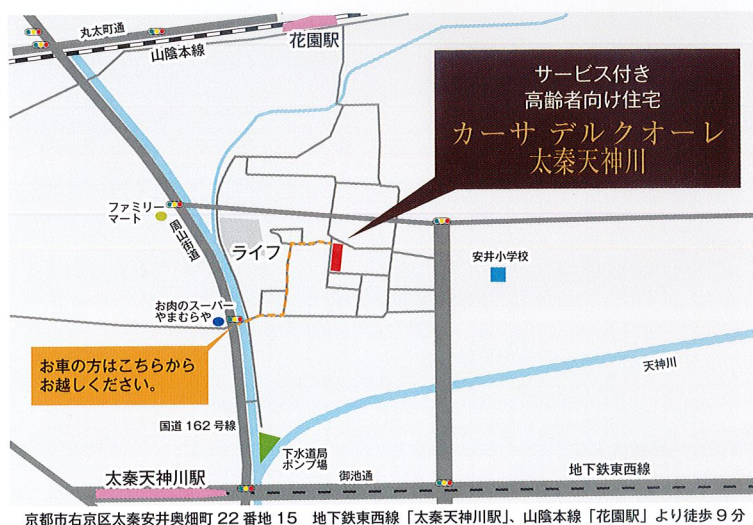 丸太町通
山陰本線
花園駅
サービス付き
高齢者向け住宅
カーサ デルクオーレ
太秦天神川
ファミリー
マート
周山街道
ライフ
安井小学校
お肉のスーパー
やまむらや
お車の方はこちらから
お越しください。
天神川
国道 162 号線
下水道局
ポンプ場
太秦天神川駅
御池通
地下鉄東西線
京都市右京区太秦安井奥畑町 22 番地 15 地下鉄東西線「太秦天神川駅」、山陰本線「花園駅」より徒歩 9 分